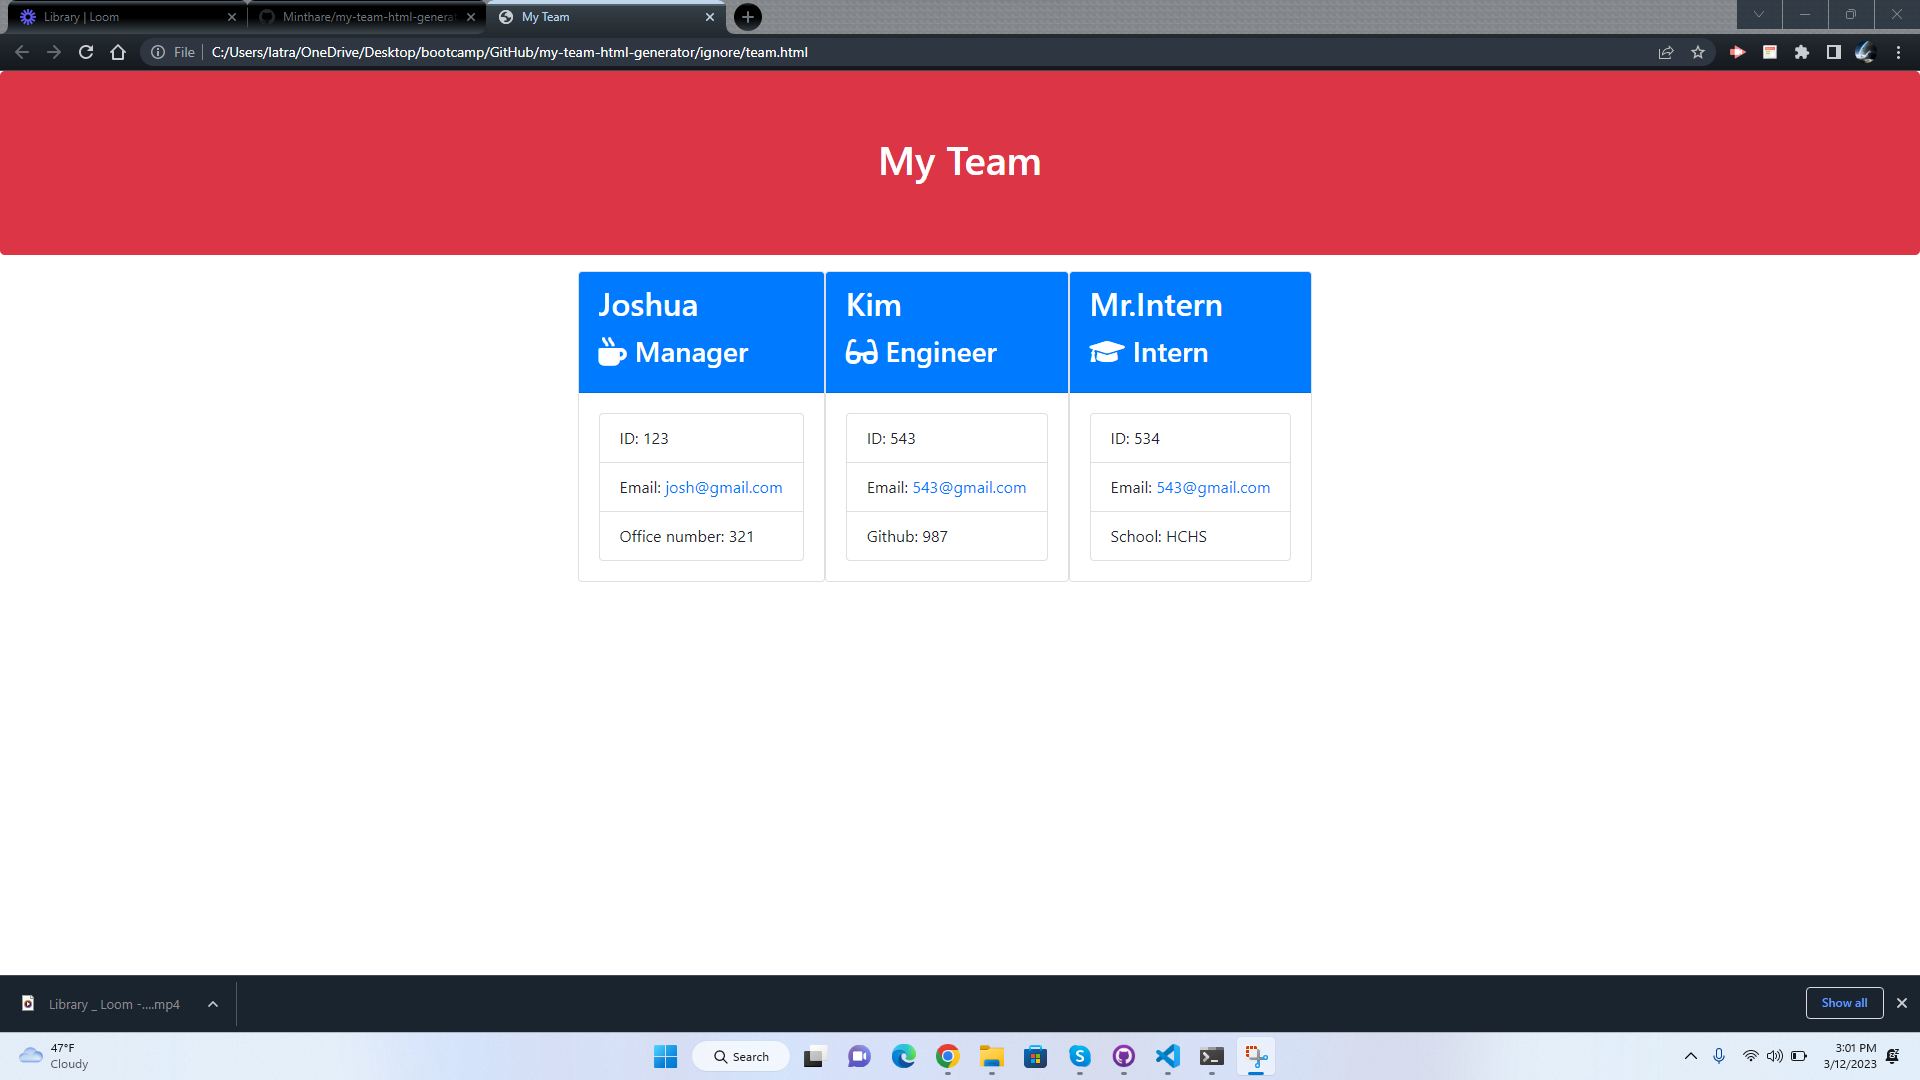 Library | Loom
Minthare/my-team-html-generat
My Team
File
C:/Users/latra/OneDrive/Desktop/bootcamp/GitHub/my-team-html-generator/ignore/team.html
My Team
Joshua
Manager
ID: 123
Email: josh@gmail.com
Office number: 321
Kim
Engineer
ID: 543
Email: 543@gmail.com
Github: 987
Mr.Intern
Intern
ID: 534
Email: 543@gmail.com
School: HCHS
Library _ Loom -....mp4
Show all
47°F
Cloudy
Search
3:01 PM
3/12/2023